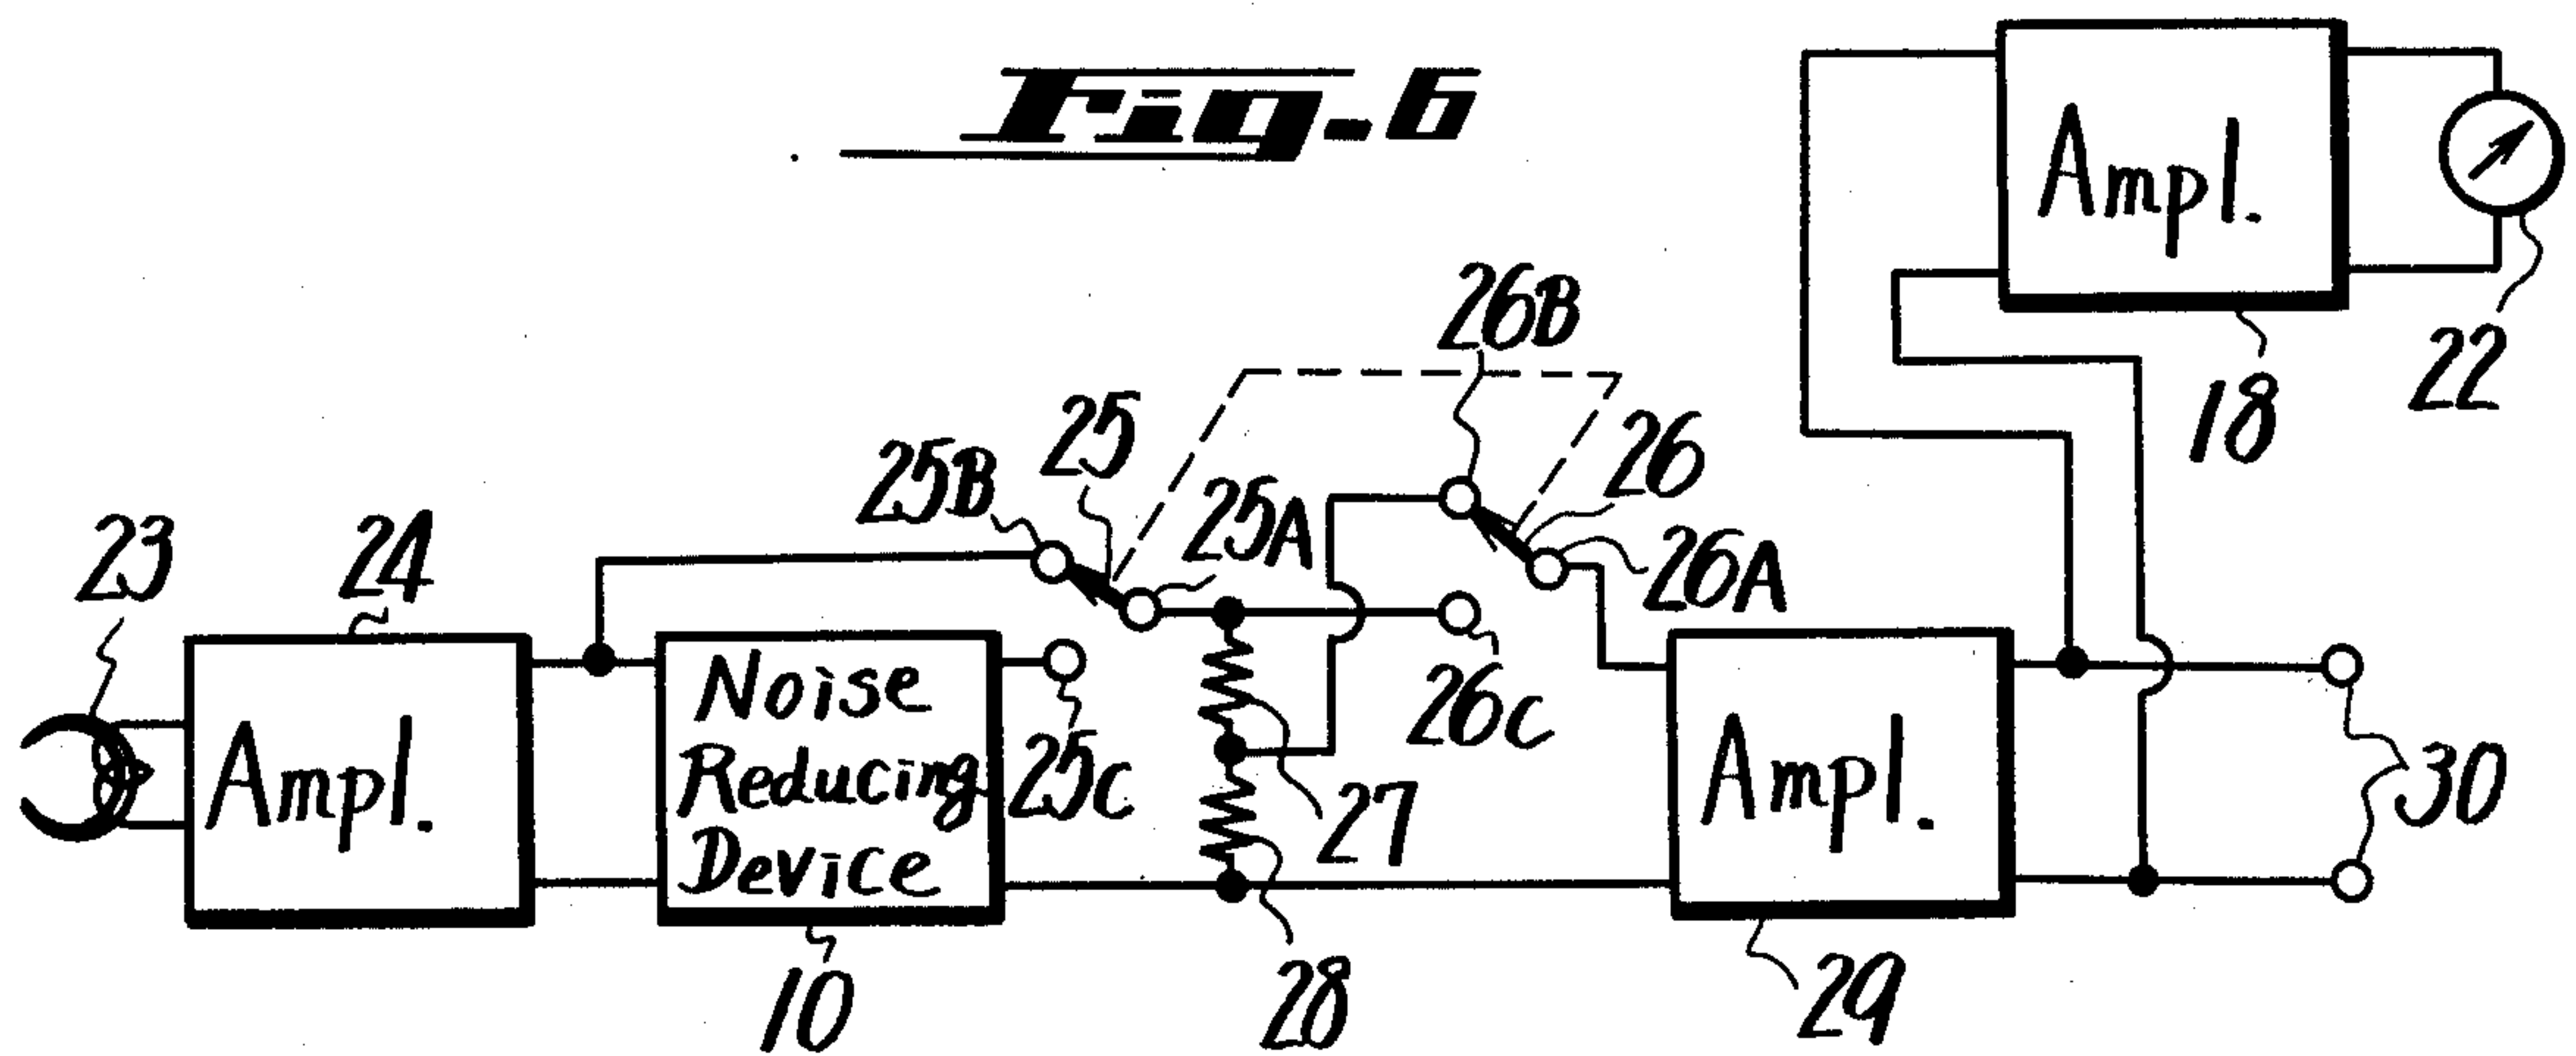 Fig-6
Ampl.
18
22
26B
25
25B
25A
26
26A
23
24
Ampl.
Noise
Reducing
Device
25C
26C
Ampl.
27
30
10
28
29